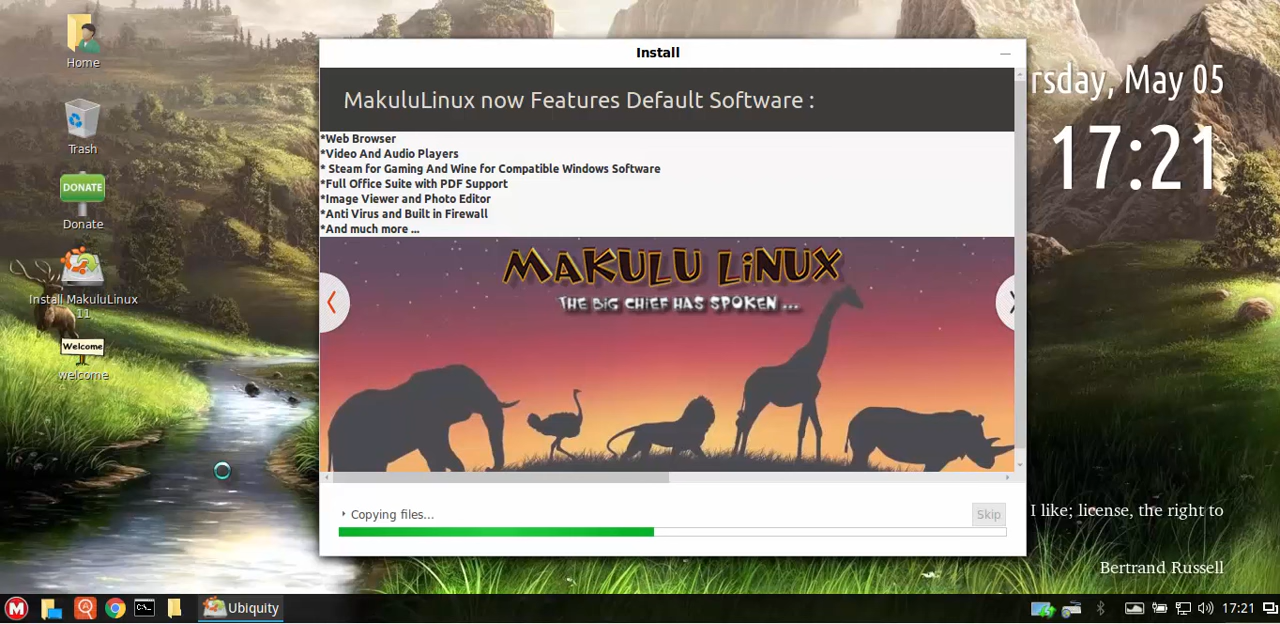 Home
Trash
DONATE
Donate
Install MakuluLinux
11
Welcome
welcome
Install
MakuluLinux now Features Default Software :
*Web Browser
*Video And Audio Players
* Steam for Gaming And Wine for Compatible Windows Software
*Full Office Suite with PDF Support
*Image Viewer and Photo Editor
*Anti Virus and Built in Firewall
*And much more ...
MAKULU LiNUX
THE BiG CHiEF HAS SPOKEN ...
Copying files...
Skip
rsday, May 05
17:21
I like; license, the right to
Bertrand Russell
M
Ubiquity
17:21